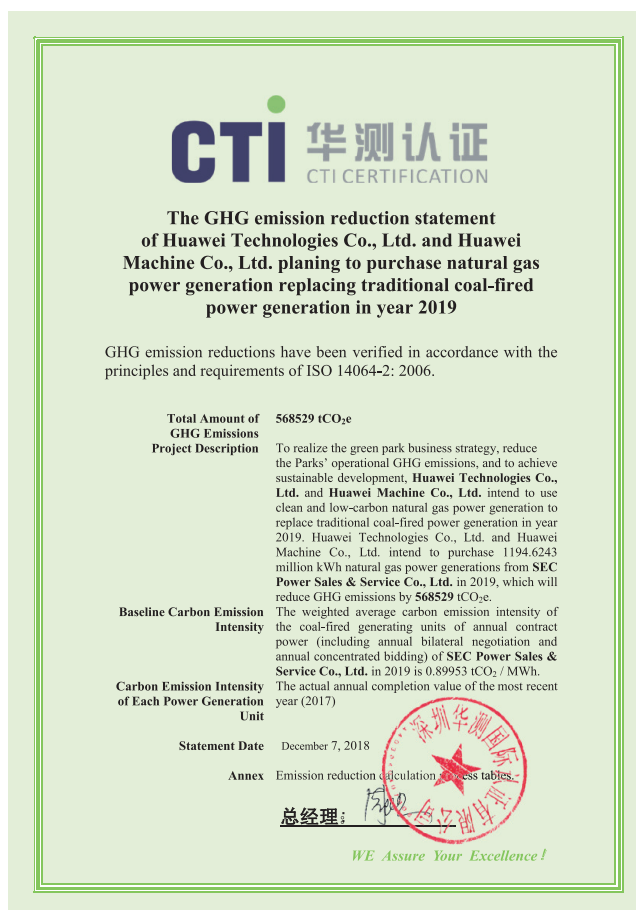 CTI 华测认证
CTI CERTIFICATION
The GHG emission reduction statement
of Huawei Technologies Co., Ltd. and Huawei
Machine Co., Ltd. planing to purchase natural gas
power generation replacing traditional coal-fired
power generation in year 2019
GHG emission reductions have been verified in accordance with the
principles and requirements of ISO 14064-2: 2006.
Total Amount of 568529 tCO₂e
GHG Emissions
Project Description To realize the green park business strategy, reduce
the Parks’ operational GHG emissions, and to achieve
sustainable development, Huawei Technologies Co.,
Ltd. and Huawei Machine Co., Ltd. intend to use
clean and low-carbon natural gas power generation to
replace traditional coal-fired power generation in year
2019. Huawei Technologies Co., Ltd. and Huawei
Machine Co., Ltd. intend to purchase 1194.6243
million kWh natural gas power generations from SEC
Power Sales & Service Co., Ltd. in 2019, which will
reduce GHG emissions by 568529 tCO₂e.
Baseline Carbon Emission The weighted average carbon emission intensity of
Intensity the coal-fired generating units of annual contract
power (including annual bilateral negotiation and
annual concentrated bidding) of SEC Power Sales &
Service Co., Ltd. in 2019 is 0.89953 tCO₂ / MWh.
Carbon Emission Intensity The actual annual completion value of the most recent
of Each Power Generation year (2017)
Unit
Statement Date December 7, 2018
Annex Emission reduction calculation process tables.
总经理:
深圳华测国际认证有限公司
WE Assure Your Excellence!